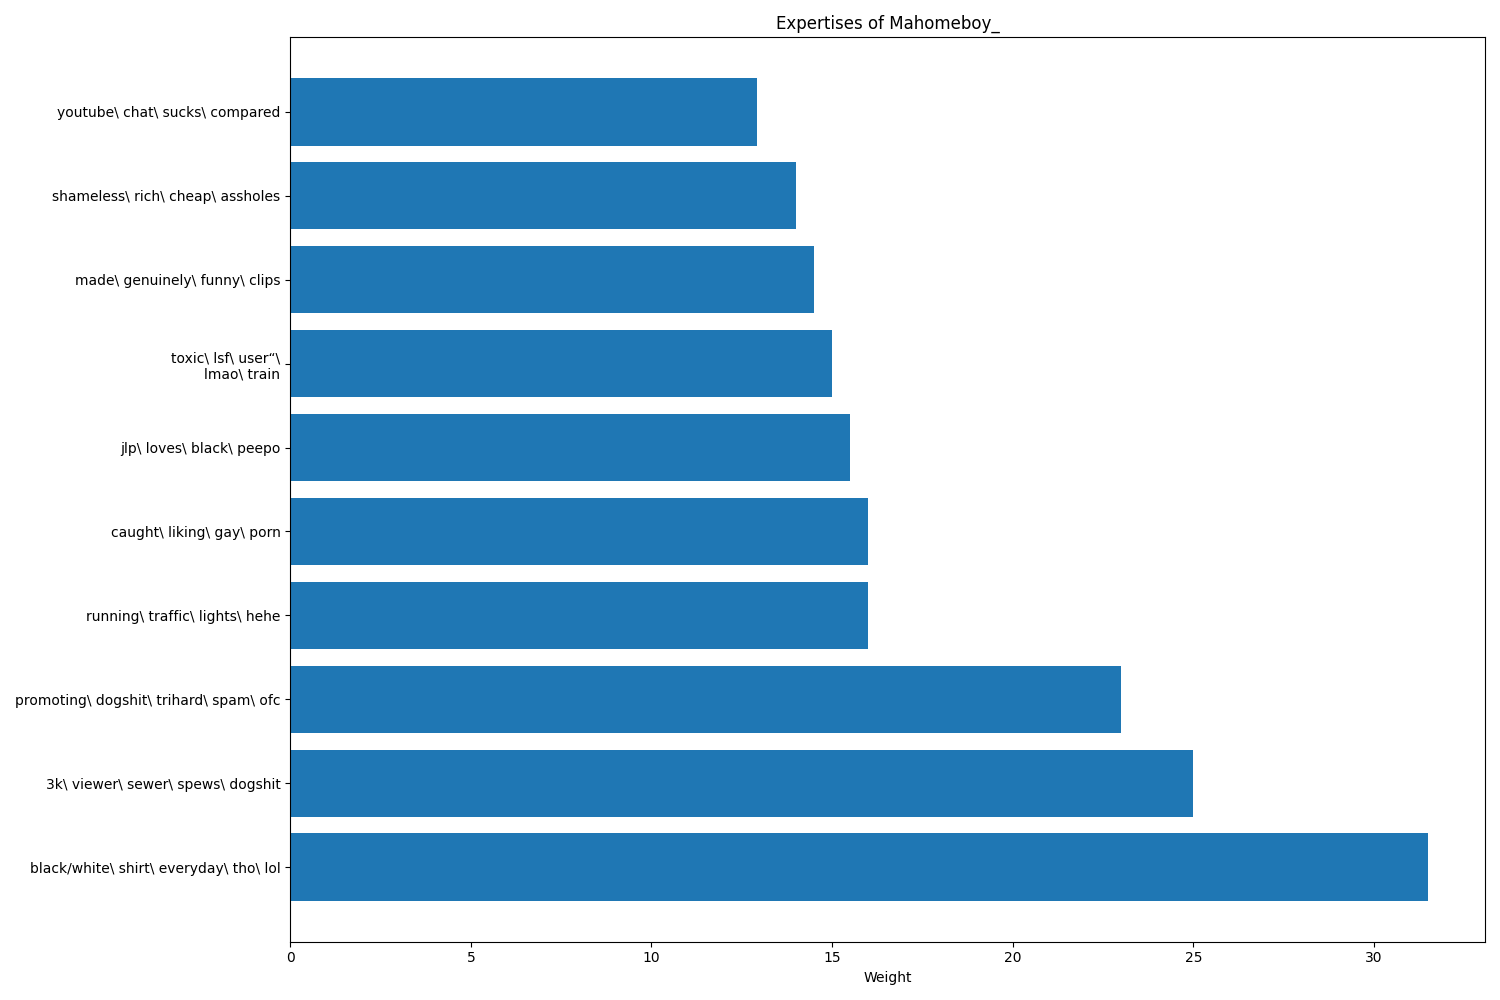 Expertises of Mahomeboy_
youtube\ chat\ sucks\ compared
shameless\ rich\ cheap\ assholes
made\ genuinely\ funny\ clips
toxic\ lsf\ user“\
lmao\ train
jlp\ loves\ black\ peepo
caught\ liking\ gay\ porn
running\ traffic\ lights\ hehe
promoting\ dogshit\ trihard\ spam\ ofc
3k\ viewer\ sewer\ spews\ dogshit
black/white\ shirt\ everyday\ tho\ lol
0 5 10 15 20 25 30
Weight